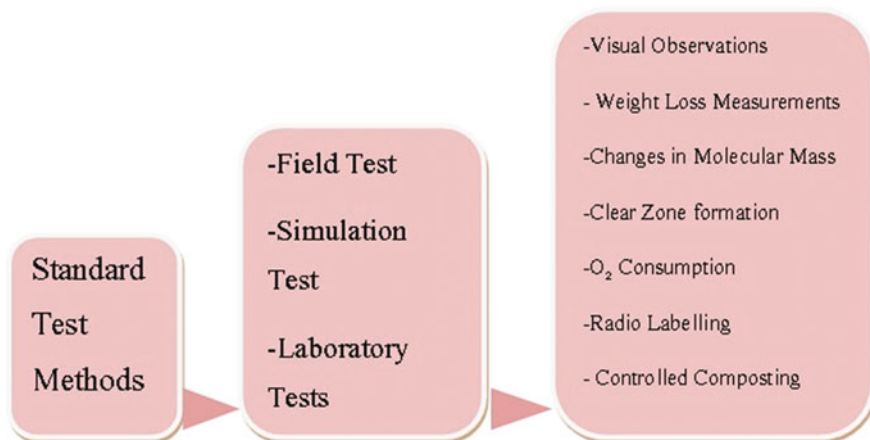 Standard
Test
Methods
-Field Test
-Simulation
Test
-Laboratory
Tests
-Visual Observations
- Weight Loss Measurements
-Changes in Molecular Mass
-Clear Zone formation
-O₂ Consumption
-Radio Labelling
- Controlled Composting